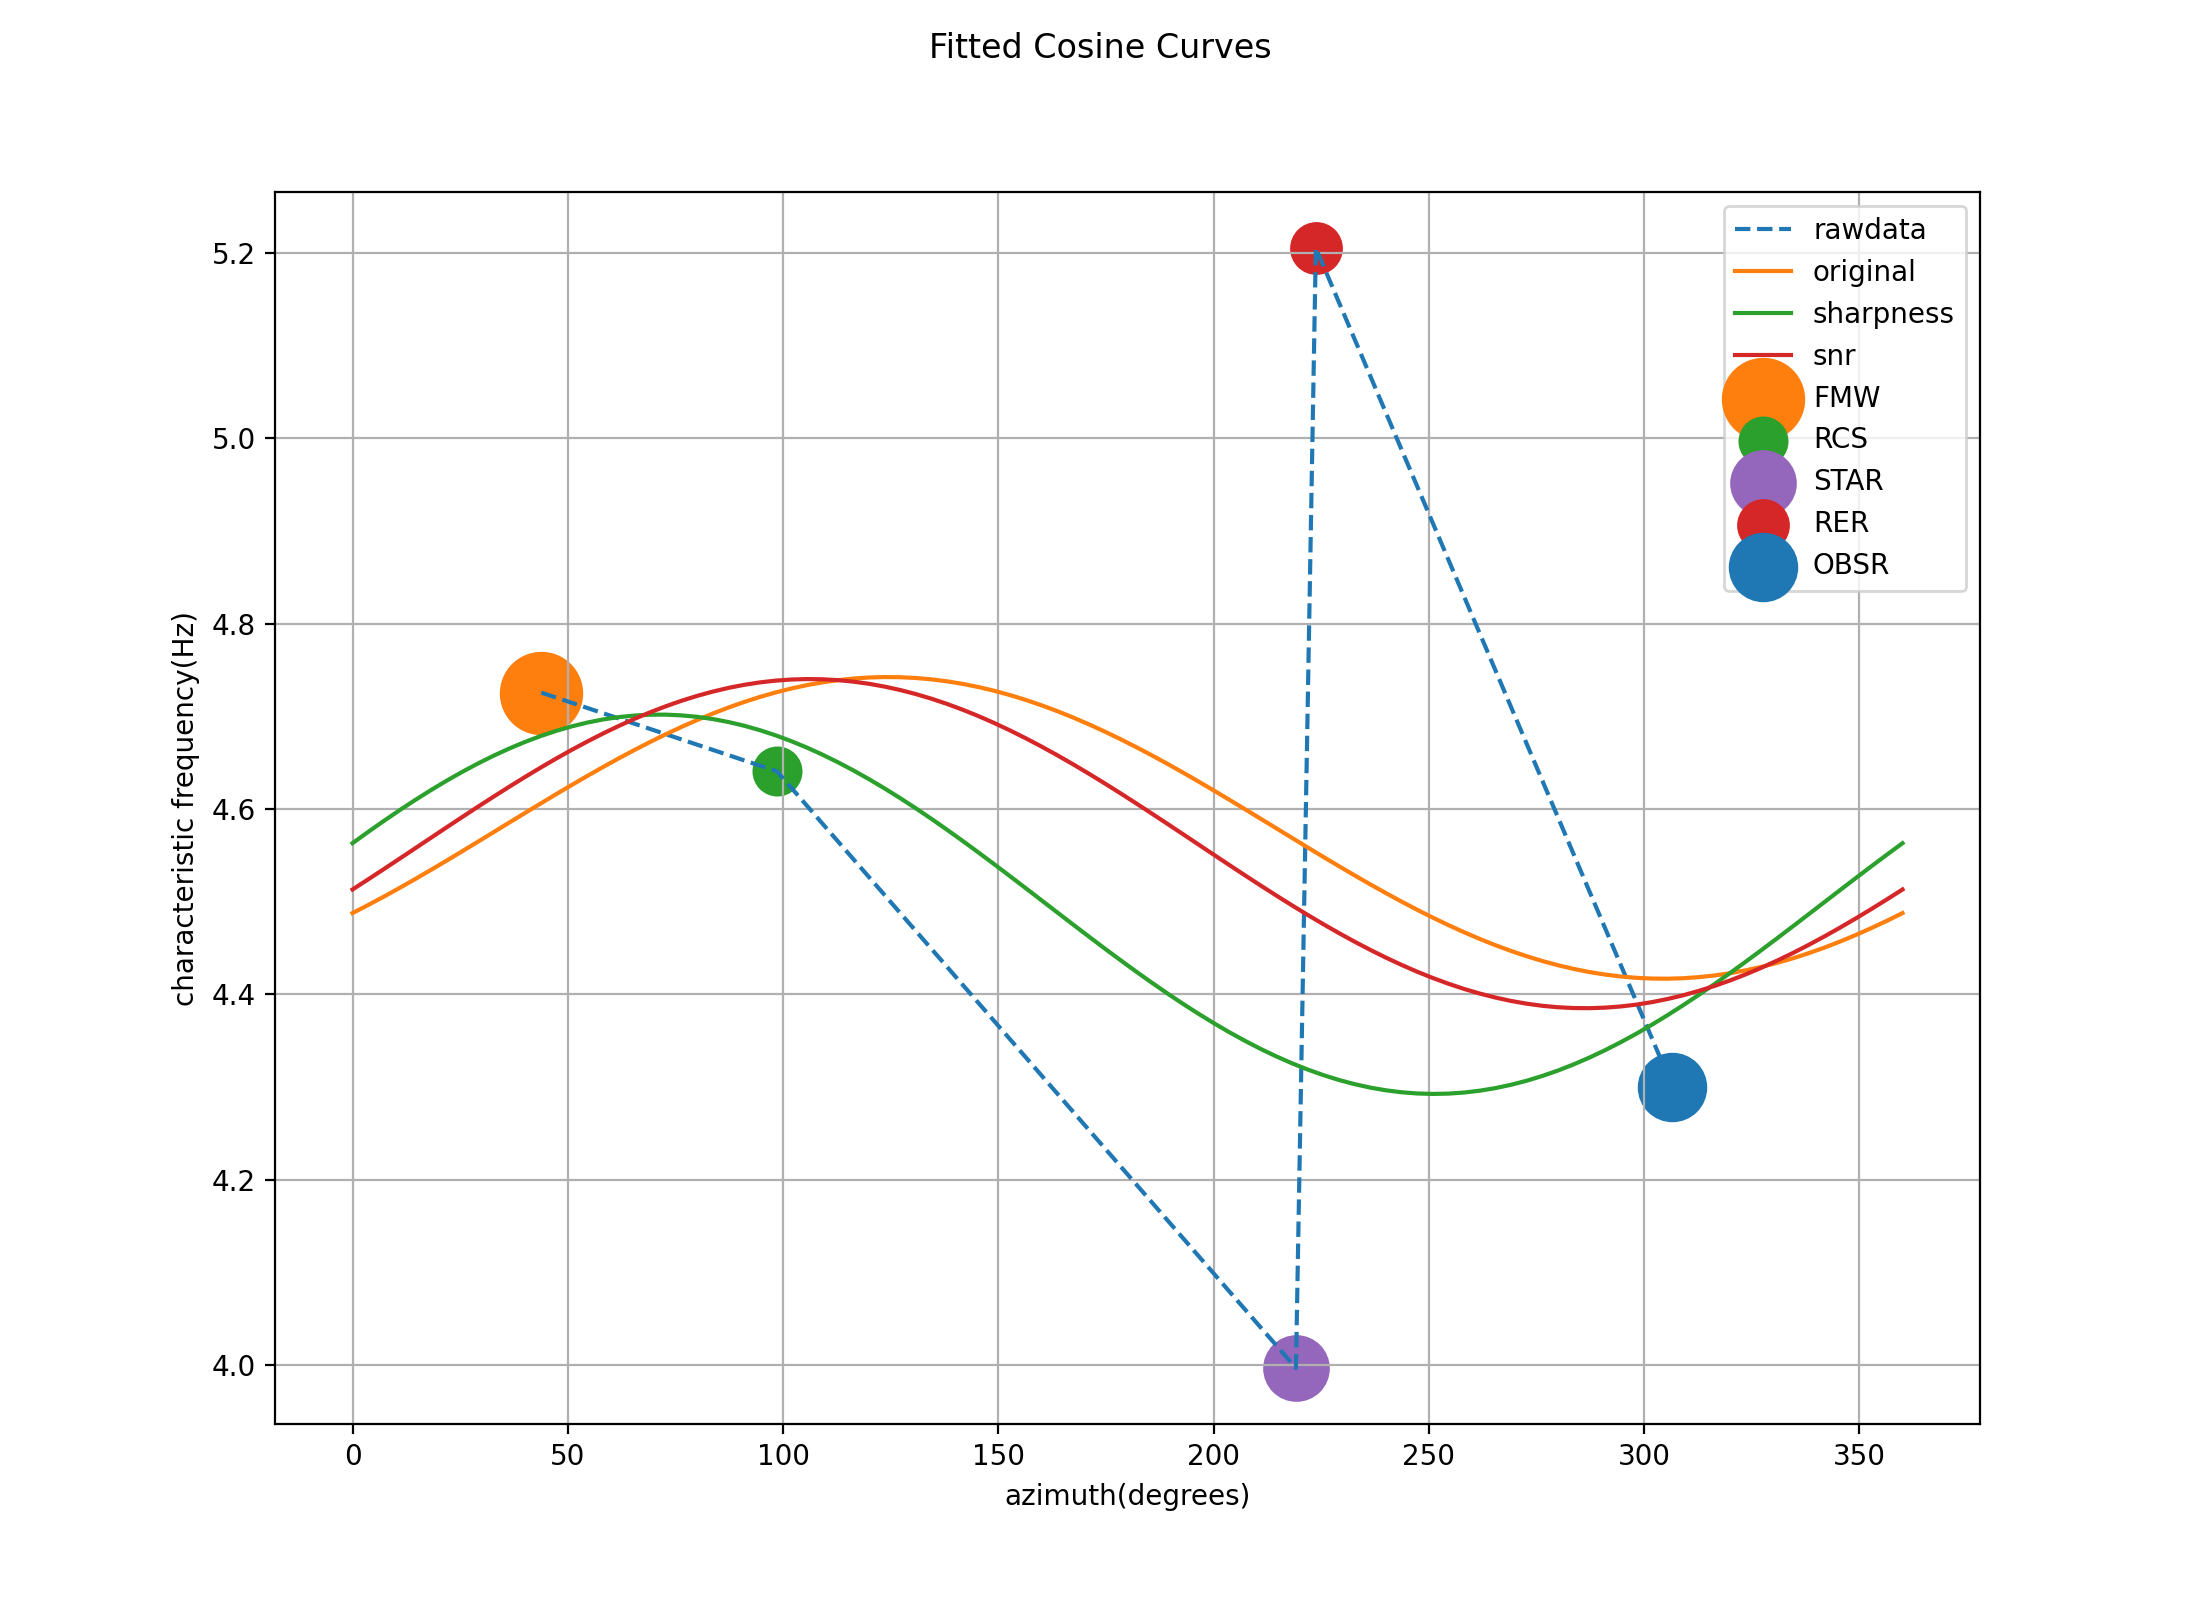 Fitted Cosine Curves
rawdata
original
sharpness
snr
FMW
RCS
STAR
RER
OBSR
characteristic frequency(Hz)
5.2
5.0
4.8
4.6
4.4
4.2
4.0
0 50 100 150 200 250 300 350
azimuth(degrees)